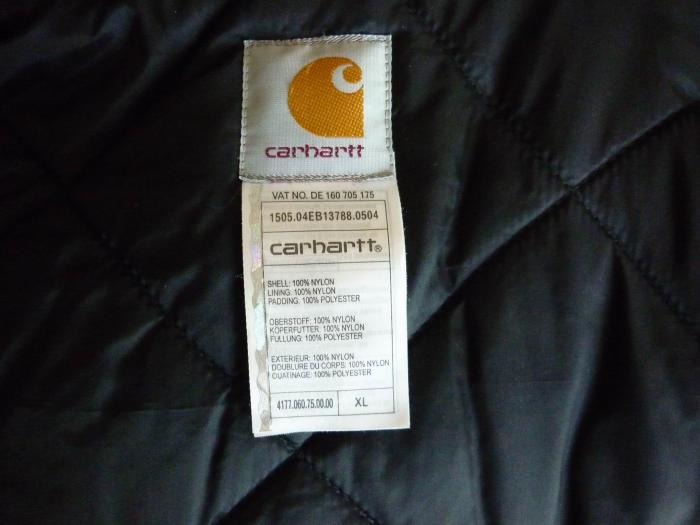 carhartt
VAT NO. DE 160 705 175
1505.04EB13788.0504
carhartt®
SHELL: 100% NYLON
LINING: 100% NYLON
PADDING: 100% POLYESTER
OBERSTOFF: 100% NYLON
KÖPERFUTTER: 100% NYLON
FÜLLUNG: 100% POLYESTER
EXTERIEUR: 100% NYLON
DOUBLURE DU CORPS: 100% NYLON
OUATINAGE: 100% POLYESTER
4177.060.75.00.00 XL